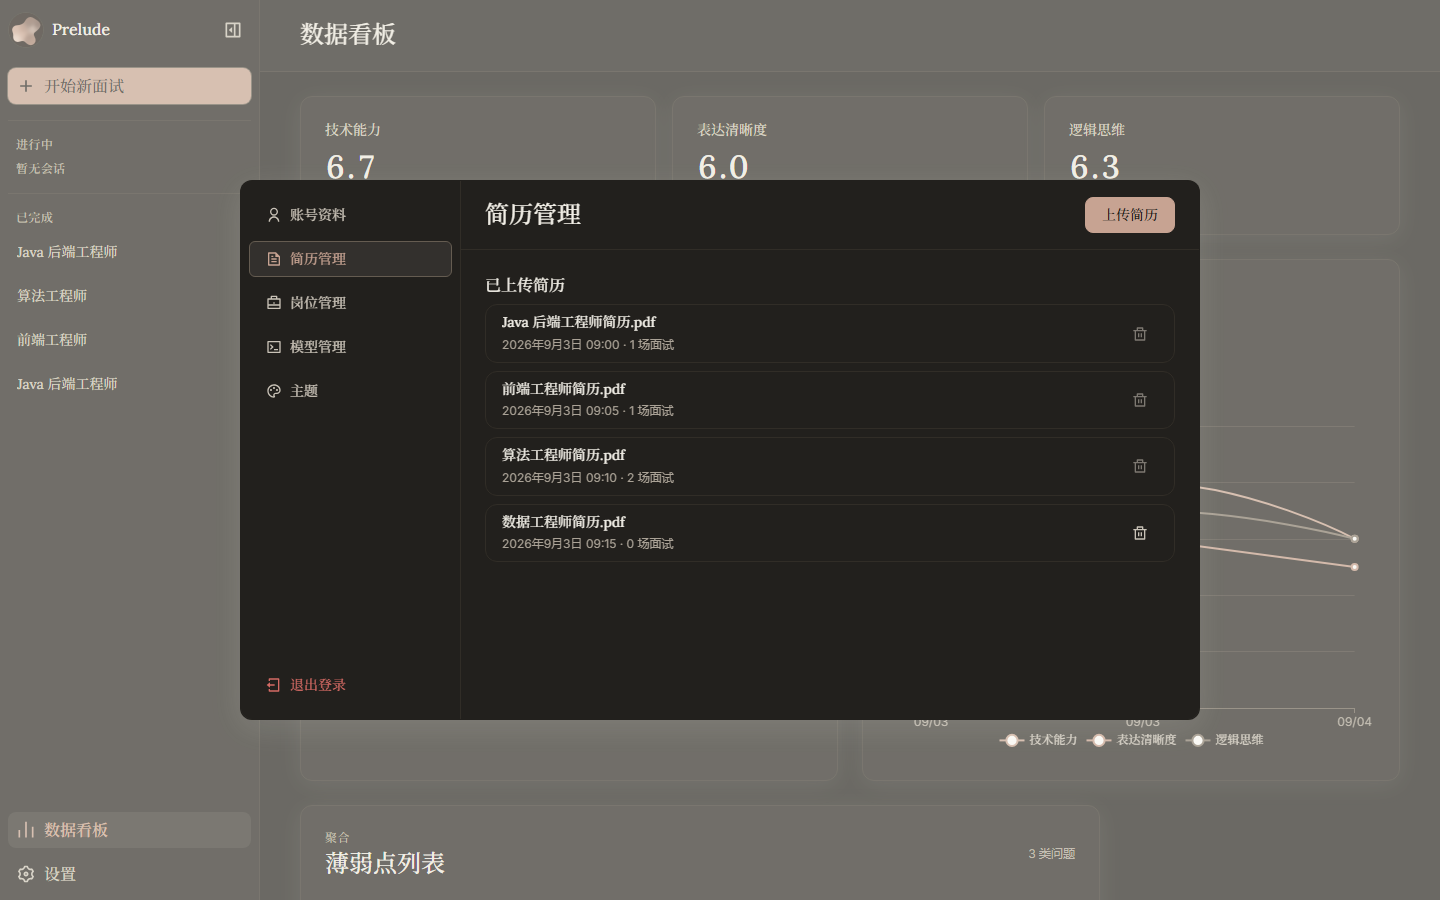 Prelude
开始新面试
进行中
暂无会话
已完成
Java 后端工程师
算法工程师
前端工程师
Java 后端工程师
数据看板
设置
数据看板
技术能力
6.7
表达清晰度
6.0
逻辑思维
6.3
账号资料
简历管理
岗位管理
模型管理
主题
退出登录
简历管理
上传简历
已上传简历
Java 后端工程师简历.pdf
2026年9月3日 09:00 · 1 场面试
前端工程师简历.pdf
2026年9月3日 09:05 · 1 场面试
算法工程师简历.pdf
2026年9月3日 09:10 · 2 场面试
数据工程师简历.pdf
2026年9月3日 09:15 · 0 场面试
09/03
09/03
09/04
技术能力
表达清晰度
逻辑思维
聚合
薄弱点列表
3 类问题